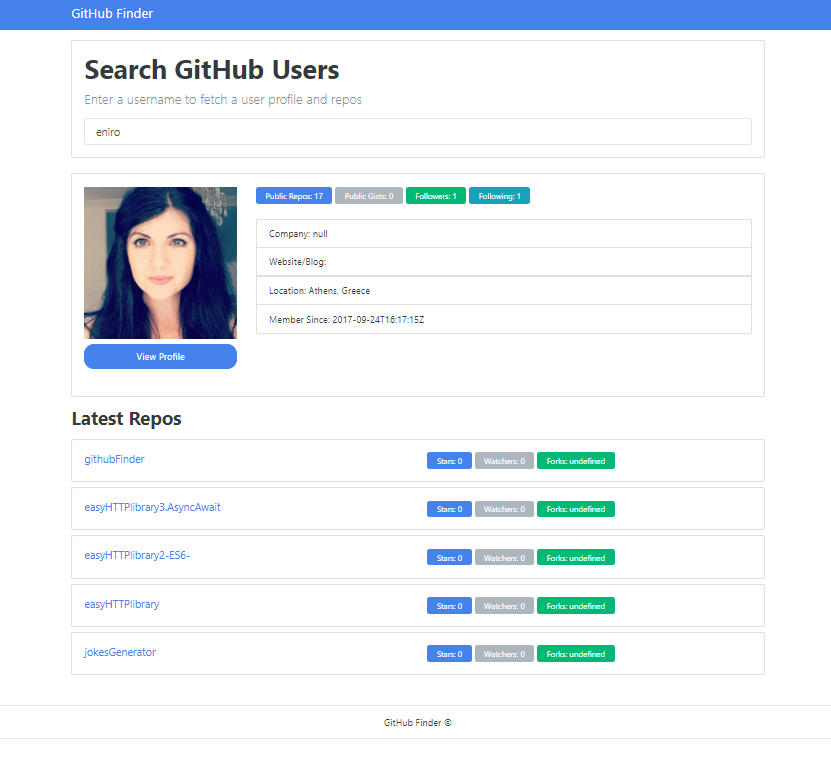 GitHub Finder
Search GitHub Users
Enter a username to fetch a user profile and repos
eniro
Public Repos: 17 Public Gists: 0 Followers: 1 Following: 1
Company: null
Website/Blog:
Location: Athens, Greece
Member Since: 2017-09-24T16:17:15Z
View Profile
Latest Repos
githubFinder Stars: 0 Watchers: 0 Forks: undefined
easyHTTPlibrary3.AsyncAwait Stars: 0 Watchers: 0 Forks: undefined
easyHTTPlibrary2-ES6- Stars: 0 Watchers: 0 Forks: undefined
easyHTTPlibrary Stars: 0 Watchers: 0 Forks: undefined
jokesGenerator Stars: 0 Watchers: 0 Forks: undefined
GitHub Finder ©